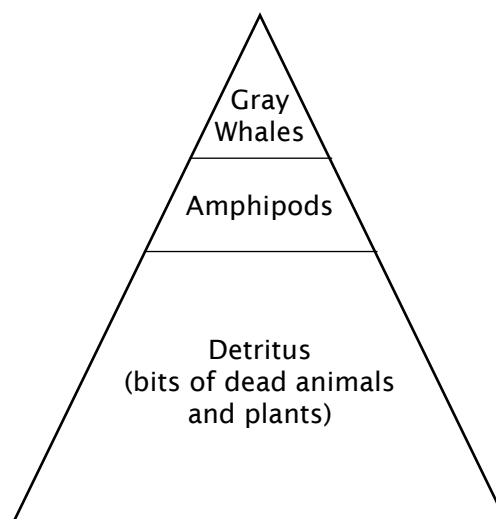 Gray
Whales
Amphipods
Detritus
(bits of dead animals
and plants)